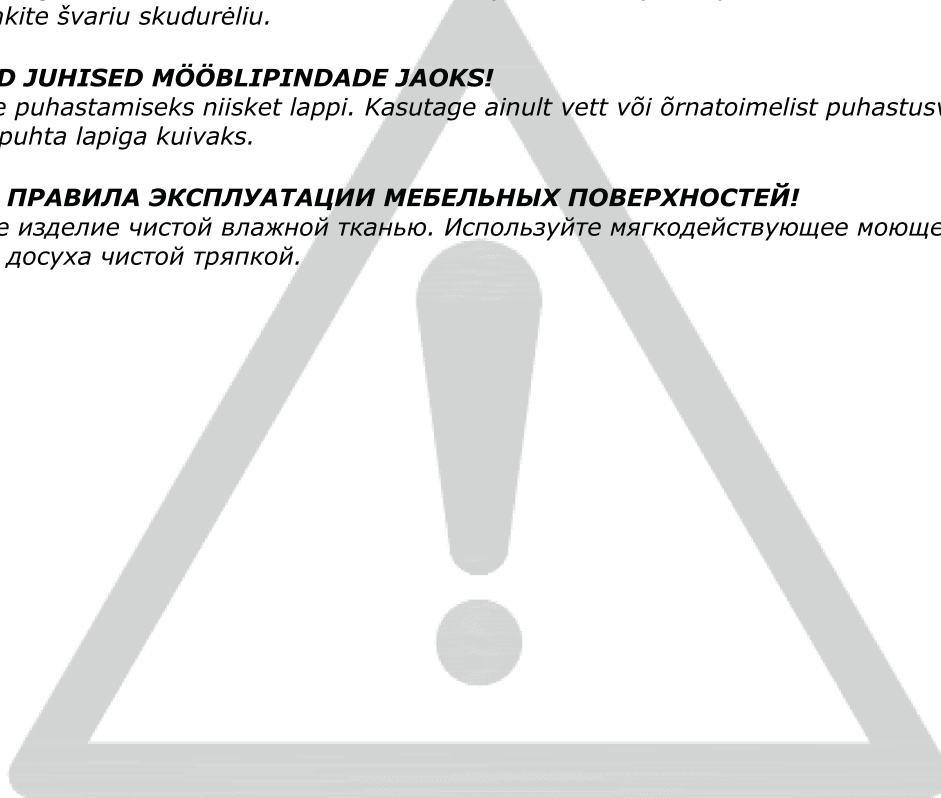 nkite švariu skudurėliu.
D JUHISED MÖÖBLIPINDADE JAOKS!
e puhastamiseks niisket lappi. Kasutage ainult vett või õrnatoimelist puhastusv
puhta lapiga kuivaks.
ПРАВИЛА ЭКСПЛУАТАЦИИ МЕБЕЛЬНЫХ ПОВЕРХНОСТЕЙ!
е изделие чистой влажной тканью. Используйте мягкодействующее моюще
досуха чистой тряпкой.